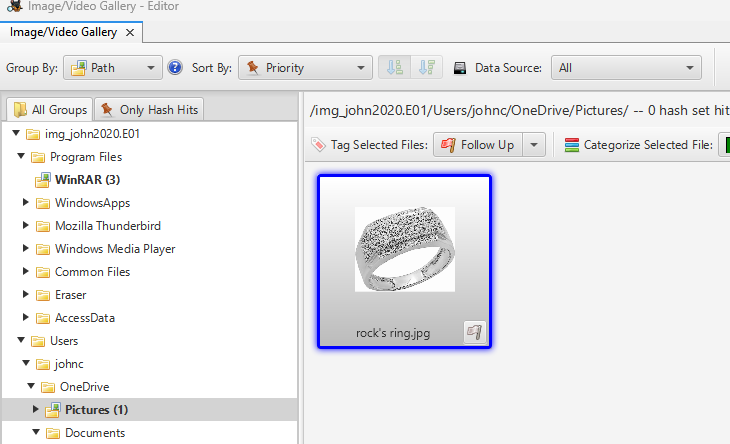 Image/Video Gallery - Editor
Image/Video Gallery ×
Group By: Path ? Sort By: Priority Data Source: All
All Groups Only Hash Hits
/img_john2020.E01/Users/johnc/OneDrive/Pictures/ -- 0 hash set hit
Tag Selected Files: Follow Up Categorize Selected File:
img_john2020.E01
Program Files
WinRAR (3)
WindowsApps
Mozilla Thunderbird
Windows Media Player
Common Files
Eraser
AccessData
Users
johnc
OneDrive
Pictures (1)
Documents
rock's ring.jpg